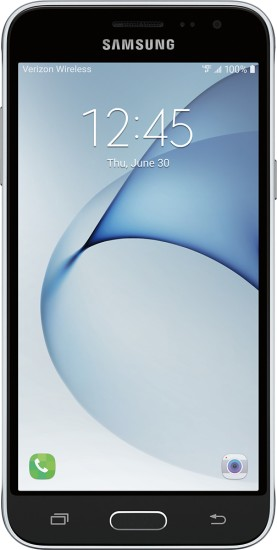 SAMSUNG
Verizon Wireless 100%
12:45
Thu, June 30